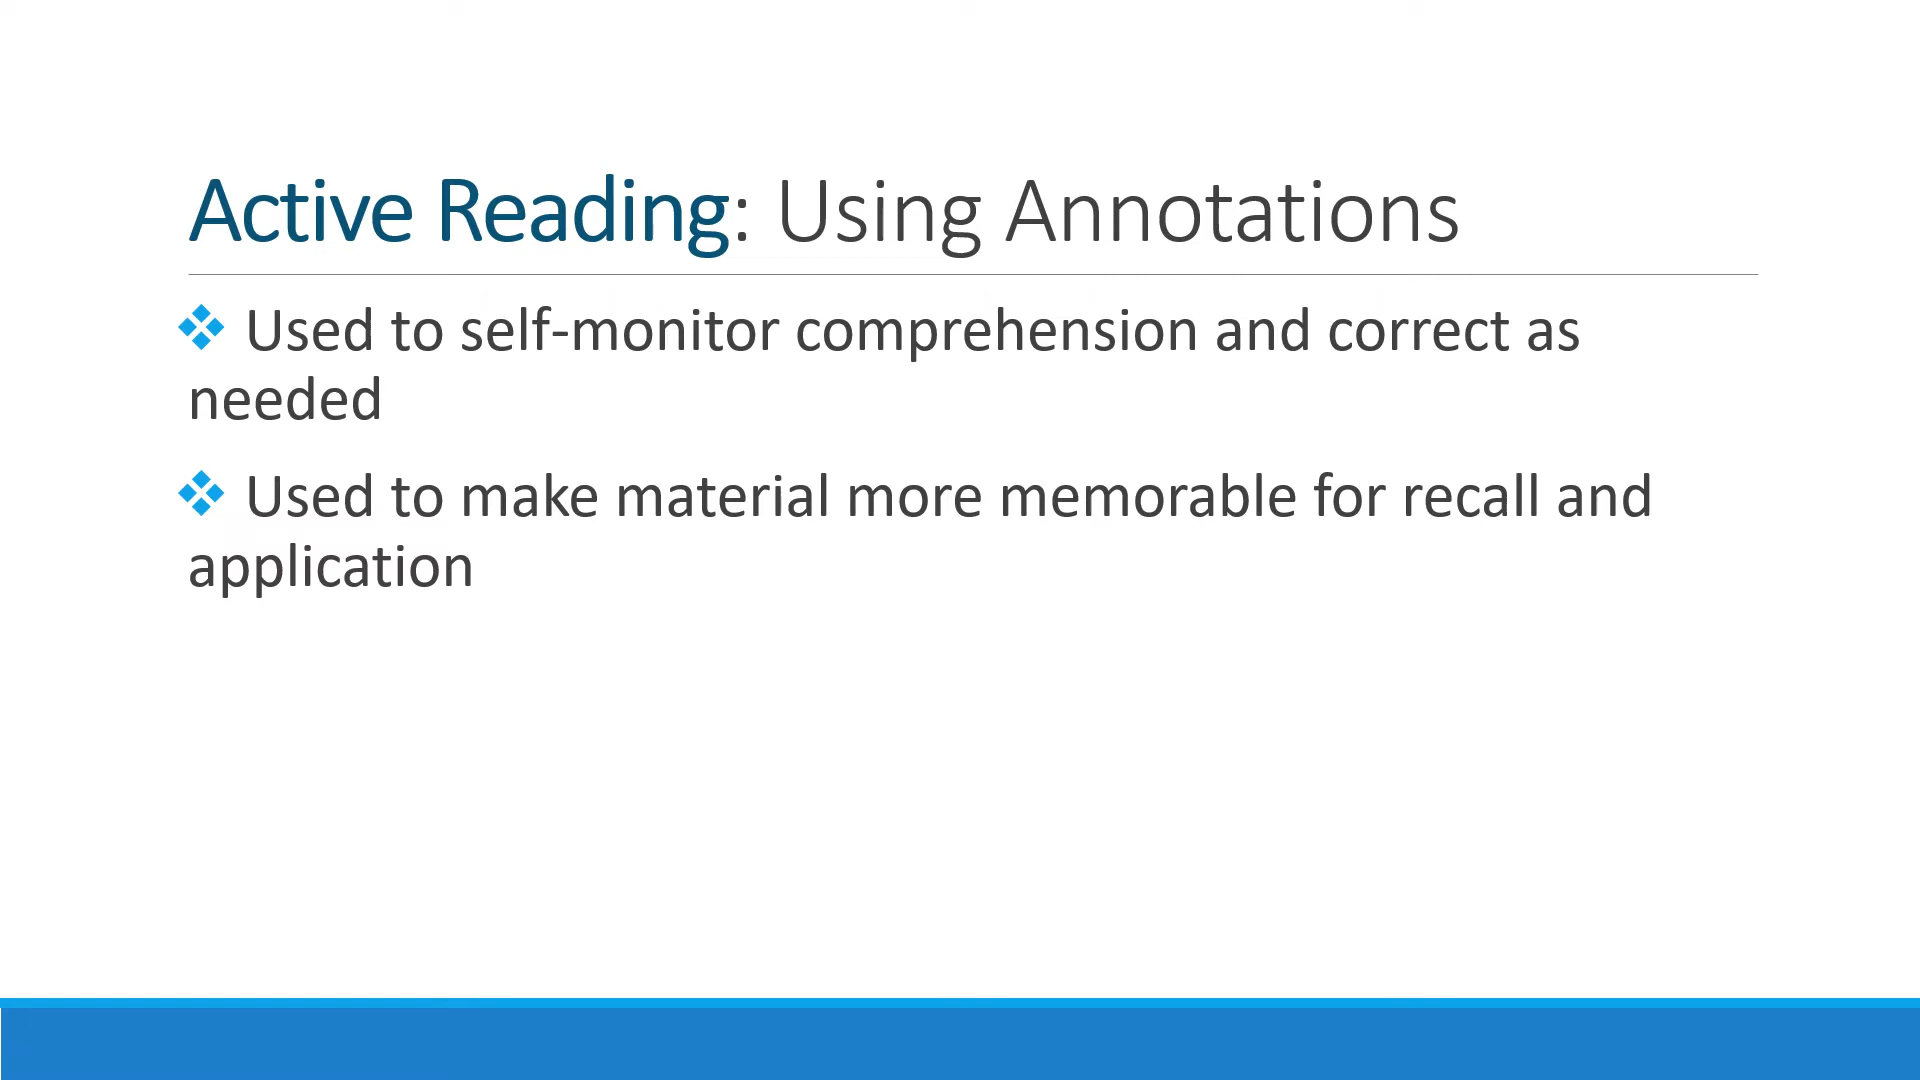 Active Reading: Using Annotations
❖ Used to self-monitor comprehension and correct as
needed
❖ Used to make material more memorable for recall and
application